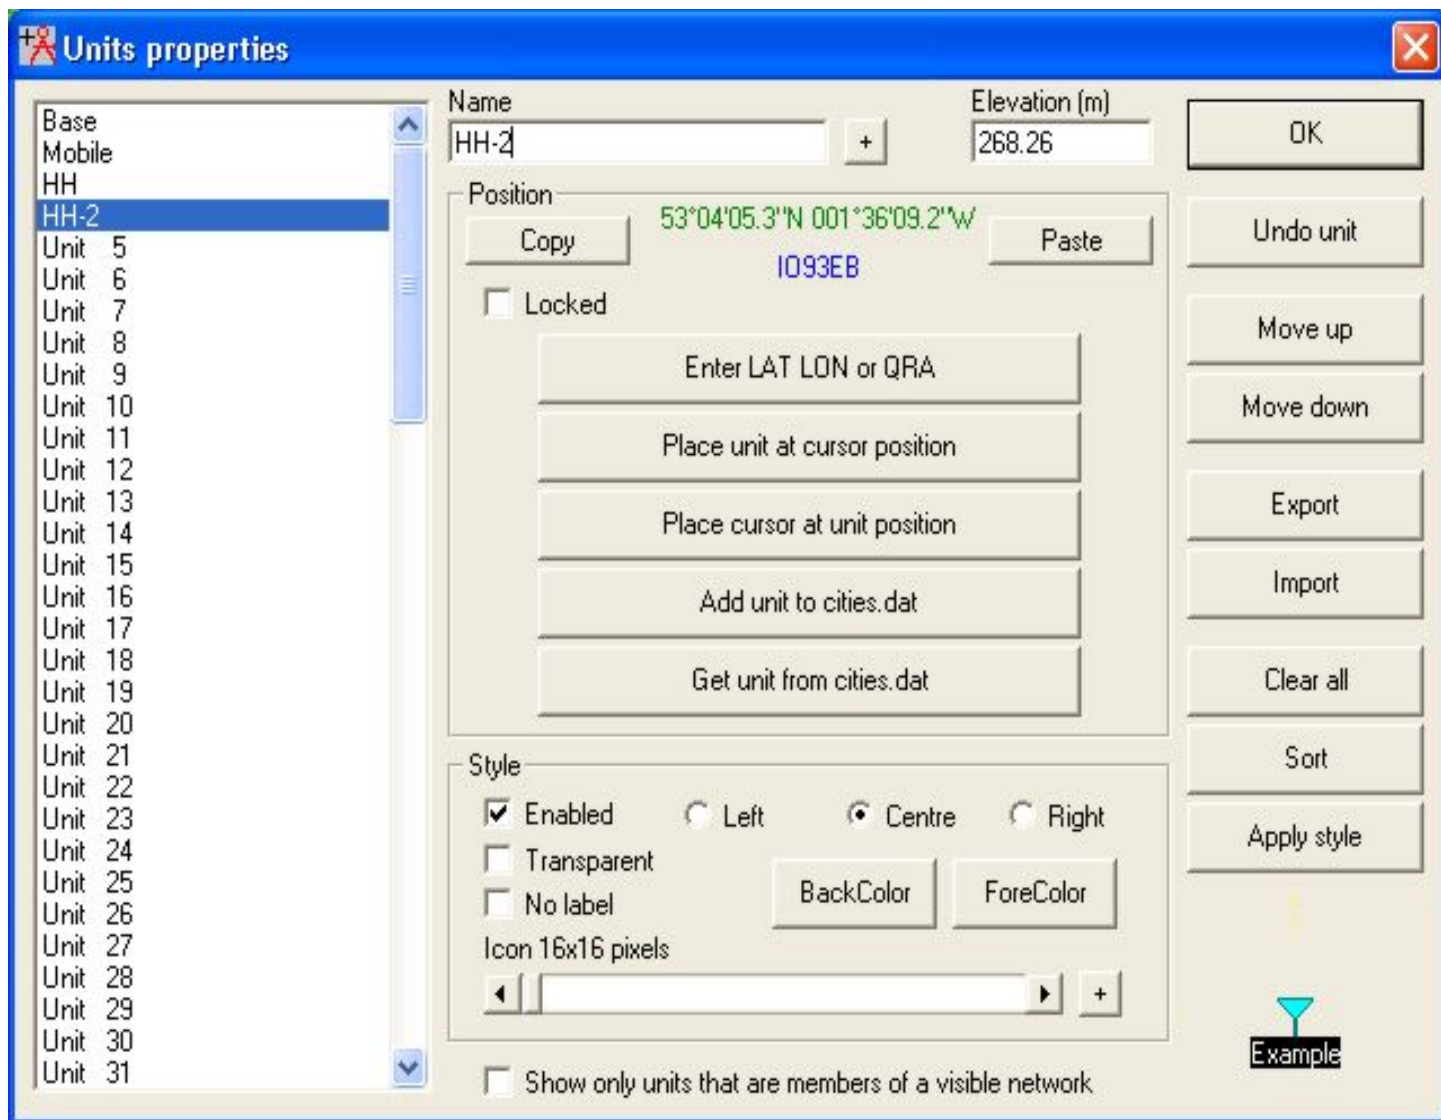 Units properties
Base
Mobile
HH
HH-2
Unit 5
Unit 6
Unit 7
Unit 8
Unit 9
Unit 10
Unit 11
Unit 12
Unit 13
Unit 14
Unit 15
Unit 16
Unit 17
Unit 18
Unit 19
Unit 20
Unit 21
Unit 22
Unit 23
Unit 24
Unit 25
Unit 26
Unit 27
Unit 28
Unit 29
Unit 30
Unit 31
Name
HH-2
+
Elevation (m)
268.26
Position
Copy
53°04'05.3''N 001°36'09.2''W
IO93EB
Paste
Locked
Enter LAT LON or QRA
Place unit at cursor position
Place cursor at unit position
Add unit to cities.dat
Get unit from cities.dat
Style
Enabled
Left
Centre
Right
Transparent
No label
BackColor
ForeColor
Icon 16x16 pixels
+
Show only units that are members of a visible network
OK
Undo unit
Move up
Move down
Export
Import
Clear all
Sort
Apply style
Example